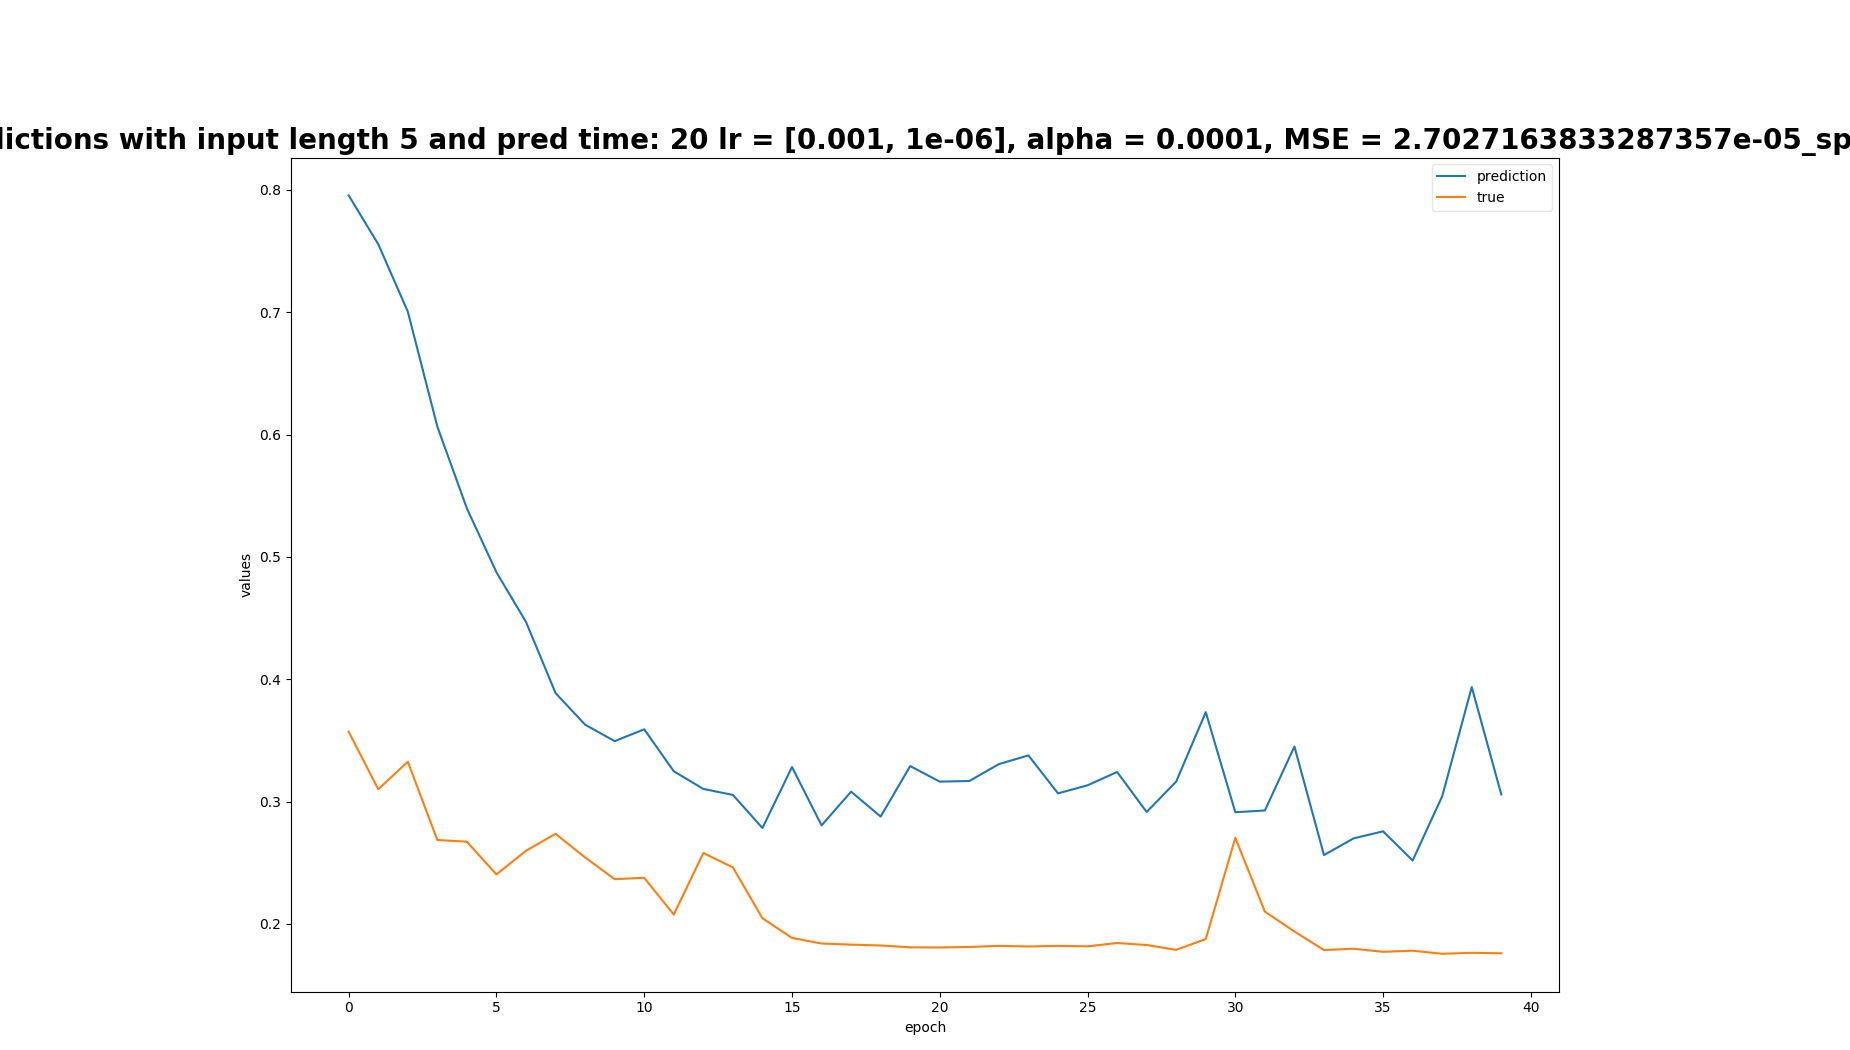 dictions with input length 5 and pred time: 20 lr = [0.001, 1e-06], alpha = 0.0001, MSE = 2.7027163833287357e-05_sp
prediction
true
0.8
0.7
0.6
0.5
0.4
0.3
0.2
values
0 5 10 15 20 25 30 35 40
epoch